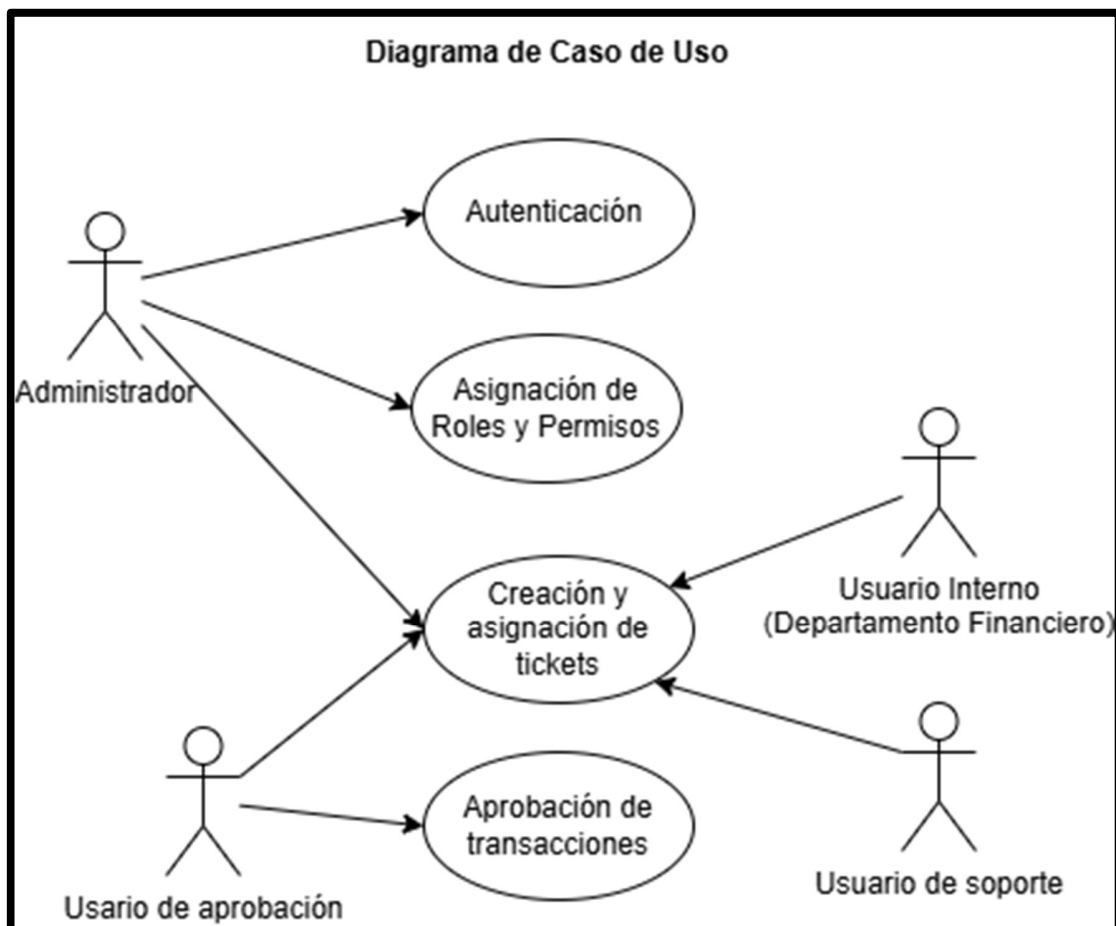 Diagrama de Caso de Uso
Autenticación
Administrador
Asignación de
Roles y Permisos
Usuario Interno
(Departamento Financiero)
Creación y
asignación de
tickets
Aprobación de
transacciones
Usuario de soporte
Usario de aprobación